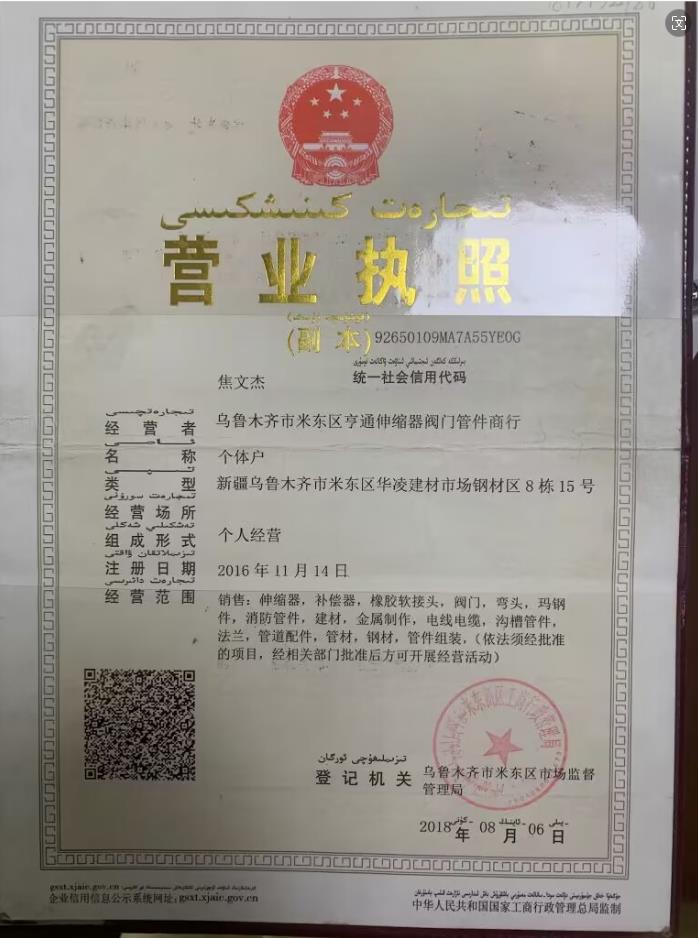 تىجارەت كىنىشكىسى
营业执照
(副本)
92650109MA7A55YE0G
统一社会信用代码
焦文杰
经营者
乌鲁木齐市米东区亨通伸缩器阀门管件商行
名称
个体户
类型
新疆乌鲁木齐市米东区华凌建材市场钢材区8栋15号
经营场所
组成形式
个人经营
注册日期
2016年11月14日
تىجارەت دائىرىسى
经营范围
销售：伸缩器，补偿器，橡胶软接头，阀门，弯头，玛钢
件，消防管件，建材，金属制作，电线电缆，沟槽管件，
法兰，管道配件，管材，钢材，管件组装，（依法须经批准
的项目，经相关部门批准后方可开展经营活动）
تىزىملىغۇچى ئورگان
登记机关
乌鲁木齐市米东区市场监督
管理局
2018年08月06日
gsxt.xjaic.gov.cn
企业信用信息公示系统网址: gsxt.xjaic.gov.cn
中华人民共和国国家工商行政管理总局监制